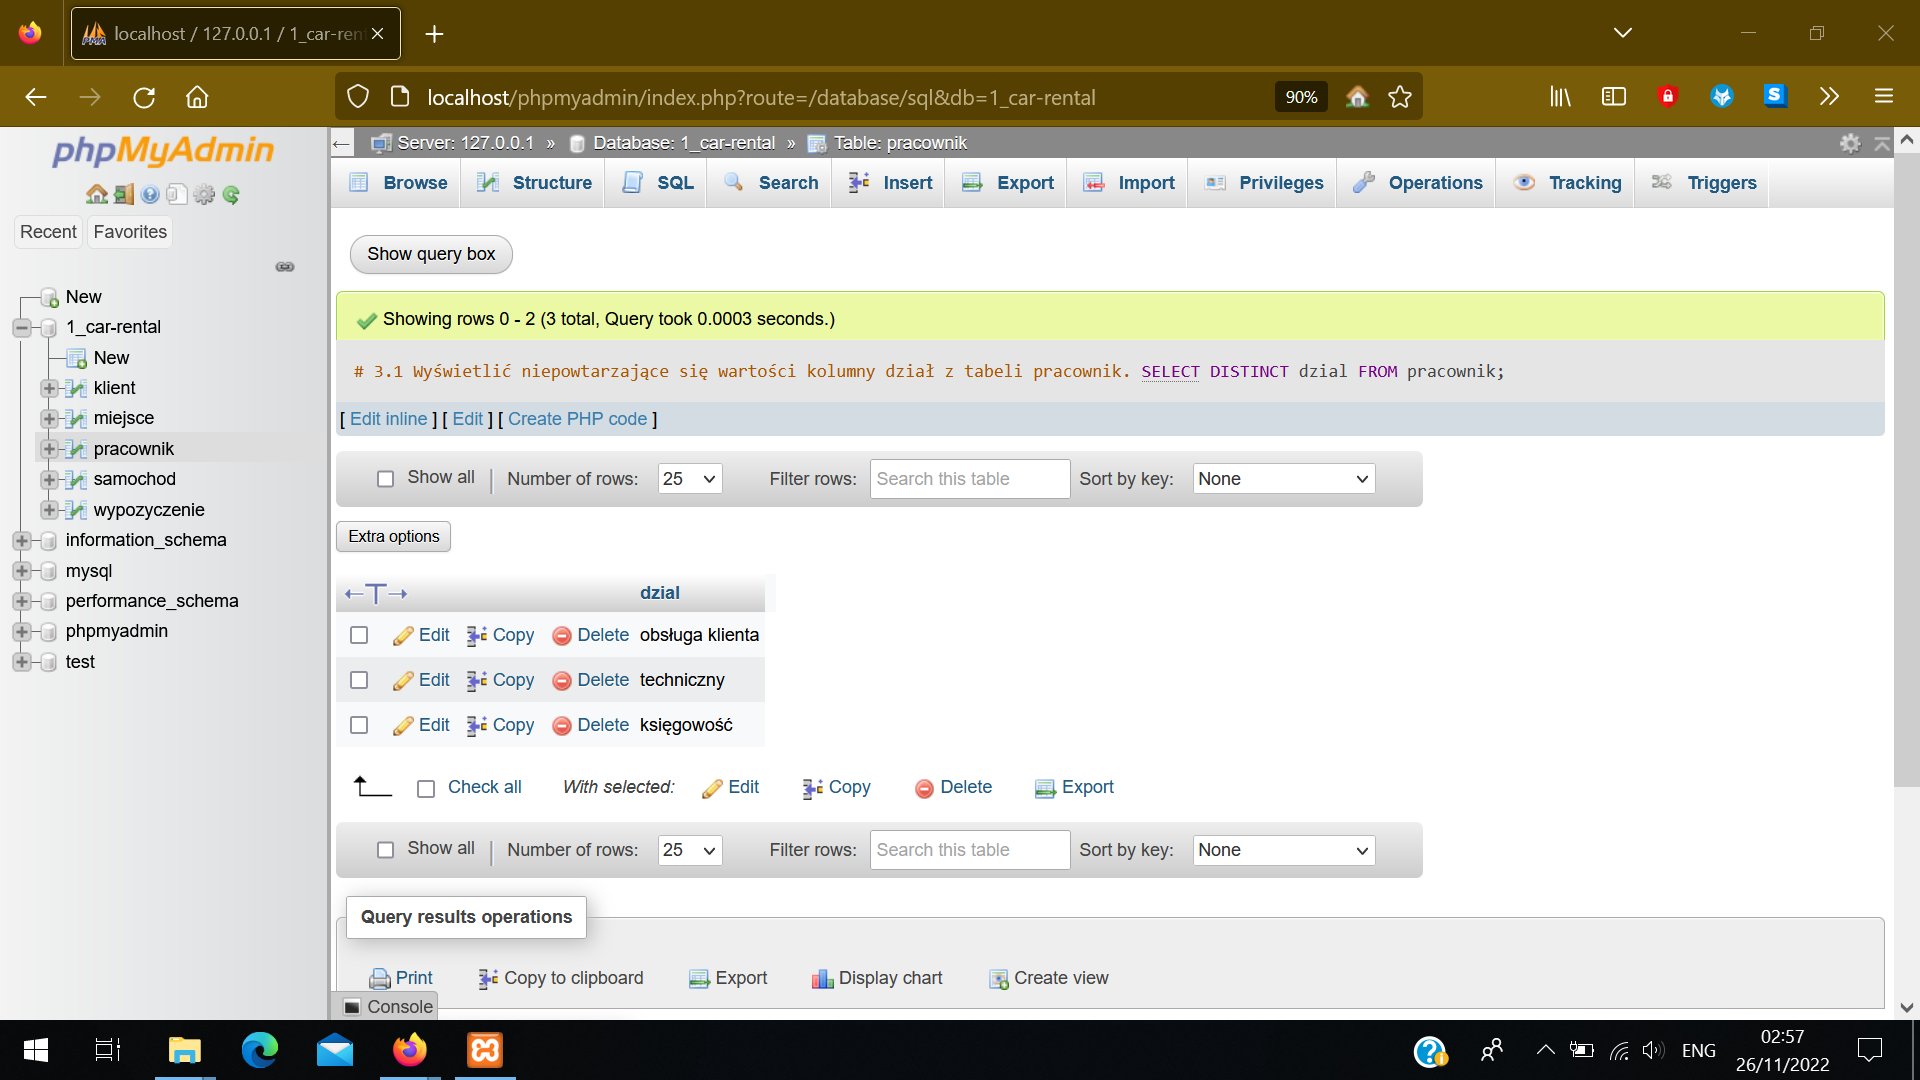 localhost / 127.0.0.1 / 1_car-ren
localhost/phpmyadmin/index.php?route=/database/sql&db=1_car-rental
90%
phpMyAdmin
Recent
Favorites
New
1_car-rental
New
klient
miejsce
pracownik
samochod
wypozyczenie
information_schema
mysql
performance_schema
phpmyadmin
test
Server: 127.0.0.1 » Database: 1_car-rental » Table: pracownik
Browse Structure SQL Search Insert Export Import Privileges Operations Tracking Triggers
Show query box
Showing rows 0 - 2 (3 total, Query took 0.0003 seconds.)
# 3.1 Wyświetlić niepowtarzające się wartości kolumny dział z tabeli pracownik. SELECT DISTINCT dzial FROM pracownik;
[ Edit inline ] [ Edit ] [ Create PHP code ]
Show all | Number of rows: 25 Filter rows: Search this table Sort by key: None
Extra options
dzial
Edit Copy Delete obsługa klienta
Edit Copy Delete techniczny
Edit Copy Delete księgowość
Check all With selected: Edit Copy Delete Export
Show all | Number of rows: 25 Filter rows: Search this table Sort by key: None
Query results operations
Print Copy to clipboard Export Display chart Create view
Console
ENG
02:57
26/11/2022